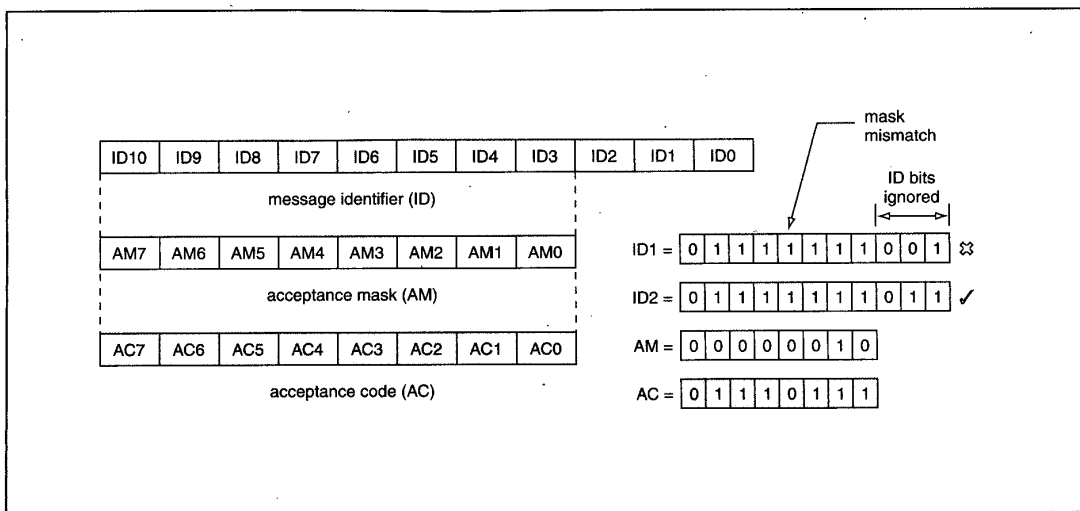 ID10 ID9 ID8 ID7 ID6 ID5 ID4 ID3 ID2 ID1 ID0
message identifier (ID)
AM7 AM6 AM5 AM4 AM3 AM2 AM1 AM0
acceptance mask (AM)
AC7 AC6 AC5 AC4 AC3 AC2 AC1 AC0
acceptance code (AC)
mask
mismatch
ID bits
ignored
ID1 = 0 1 1 1 1 1 1 1 0 0 1
ID2 = 0 1 1 1 1 1 1 1 0 1 1 ✓
AM = 0 0 0 0 0 0 1 0
AC = 0 1 1 1 0 1 1 1